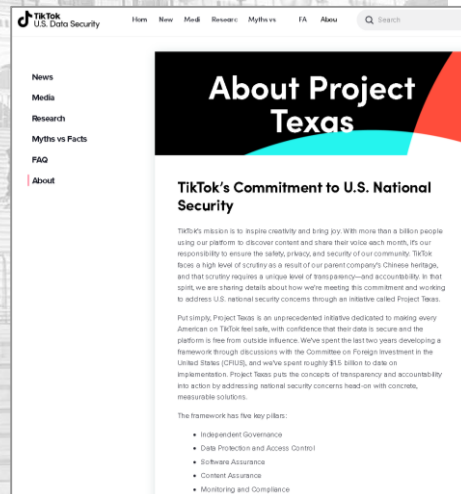 TikTok
U.S. Data Security
Hom New Medi Researc Myths vs FA Abou Search
News
Media
Research
Myths vs Facts
FAQ
About
About Project
Texas
TikTok's Commitment to U.S. National
Security
TikTok's mission is to inspire creativity and bring joy. With more than a billion people
using our platform to discover content and share their voice each month, it's our
responsibility to ensure the safety, privacy, and security of our community. TikTok
faces a high level of scrutiny as a result of our parent company's Chinese heritage,
and that scrutiny requires a unique level of transparency—and accountability. In that
spirit, we are sharing details about how we're meeting this commitment and working
to address U.S. national security concerns through an initiative called Project Texas.
Put simply, Project Texas is an unprecedented initiative dedicated to making every
American on TikTok feel safe, with confidence that their data is secure and the
platform is free from outside influence. We've spent the last two years developing a
framework through discussions with the Committee on Foreign Investment in the
United States (CFIUS), and we've spent roughly $1.5 billion to date on
implementation. Project Texas puts the concepts of transparency and accountability
into action by addressing national security concerns head-on with concrete,
measurable solutions.
The framework has five key pillars:
• Independent Governance
• Data Protection and Access Control
• Software Assurance
• Content Assurance
• Monitoring and Compliance